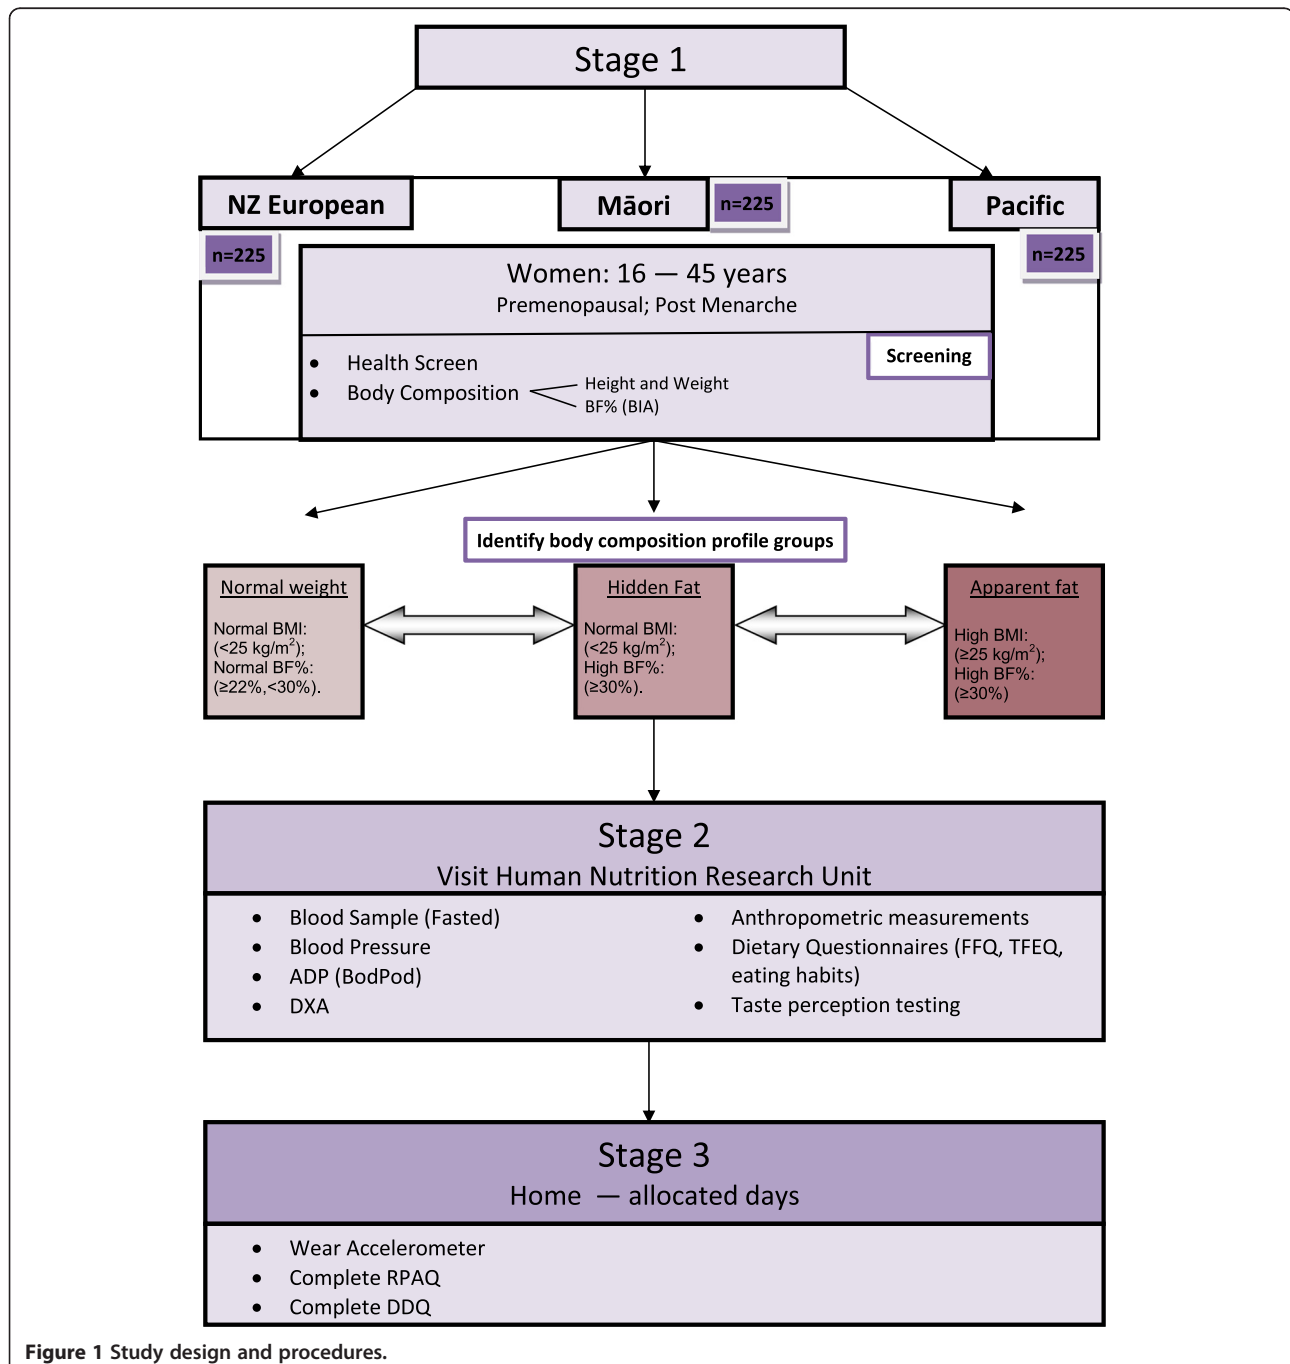 Stage 1
NZ European
Māori
n=225
Pacific
n=225
n=225
Women: 16 — 45 years
Premenopausal; Post Menarche
Screening
• Health Screen
• Body Composition
Height and Weight
BF% (BIA)
Identify body composition profile groups
Normal weight
Normal BMI:
(<25 kg/m²);
Normal BF%:
(≥22%,<30%).
Hidden Fat
Normal BMI:
(<25 kg/m²);
High BF%:
(≥30%).
Apparent fat
High BMI:
(≥25 kg/m²);
High BF%:
(≥30%)
Stage 2
Visit Human Nutrition Research Unit
• Blood Sample (Fasted)
• Blood Pressure
• ADP (BodPod)
• DXA
• Anthropometric measurements
• Dietary Questionnaires (FFQ, TFEQ,
eating habits)
• Taste perception testing
Stage 3
Home — allocated days
• Wear Accelerometer
• Complete RPAQ
• Complete DDQ
Figure 1 Study design and procedures.